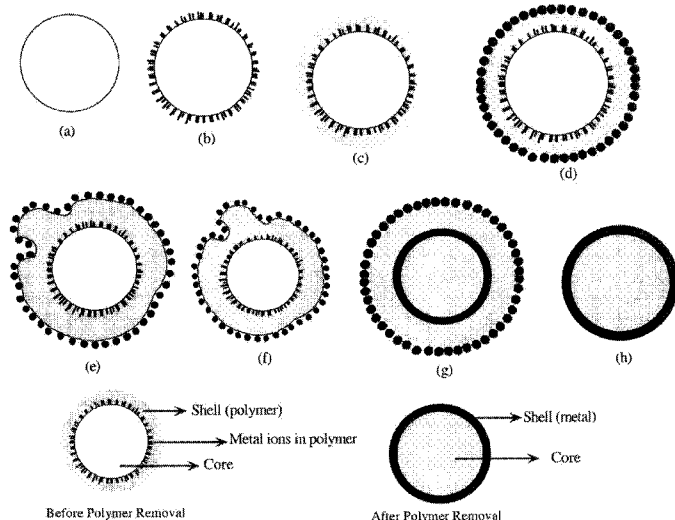 (a)
(b)
(c)
(d)
(e)
(f)
(g)
(h)
Shell (polymer)
Metal ions in polymer
Core
Before Polymer Removal
Shell (metal)
Core
After Polymer Removal